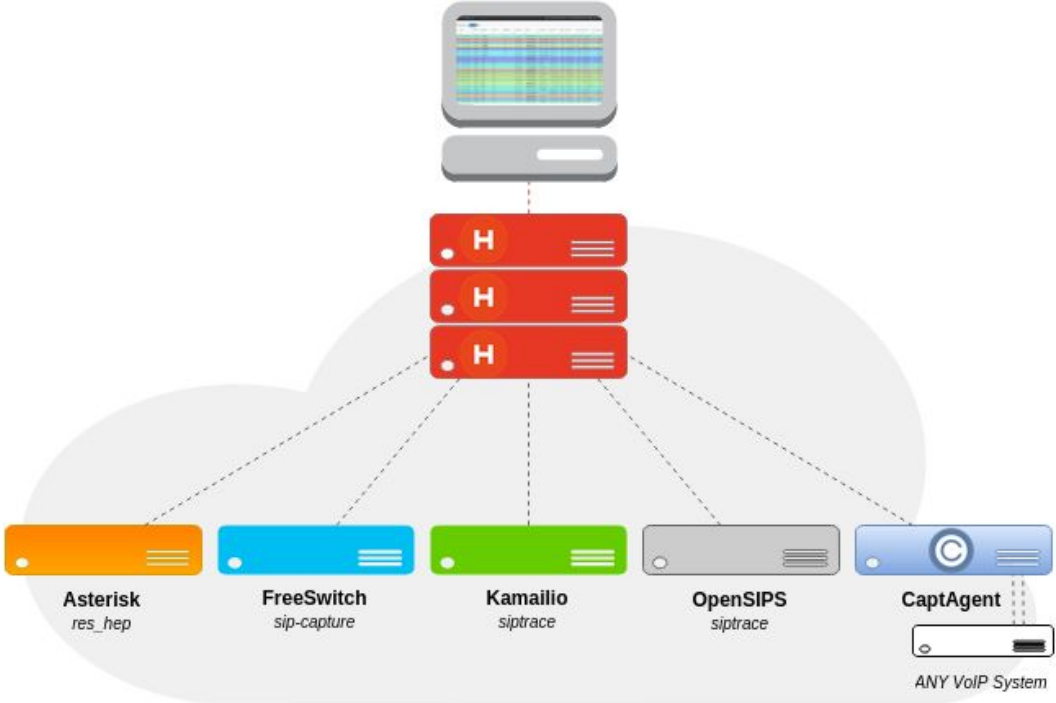 H
H
H
Asterisk
res_hep
FreeSwitch
sip-capture
Kamailio
siptrace
OpenSIPS
siptrace
C
CaptAgent
ANY VoIP System